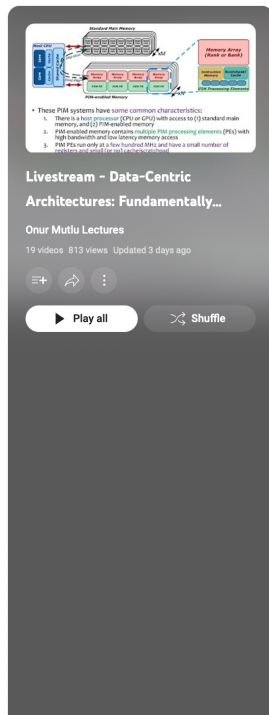 Standard Main Memory
Host CPU
Memory Array
(Rank or Bank)
PIM-enabled Memory
PIM Processing Elements
• These PIM systems have some common characteristics:
1. There is a host processor (CPU or GPU) with access to (1) standard main
memory, and (2) PIM-enabled memory
2. PIM-enabled memory contains multiple PIM processing elements (PEs) with
high bandwidth and low latency memory access
3. PIM PEs run only at a few hundred MHz and have a small number of
registers and small (or no) cache/scratchpad
Livestream - Data-Centric
Architectures: Fundamentally...
Onur Mutlu Lectures
19 videos 813 views Updated 3 days ago
Play all
Shuffle